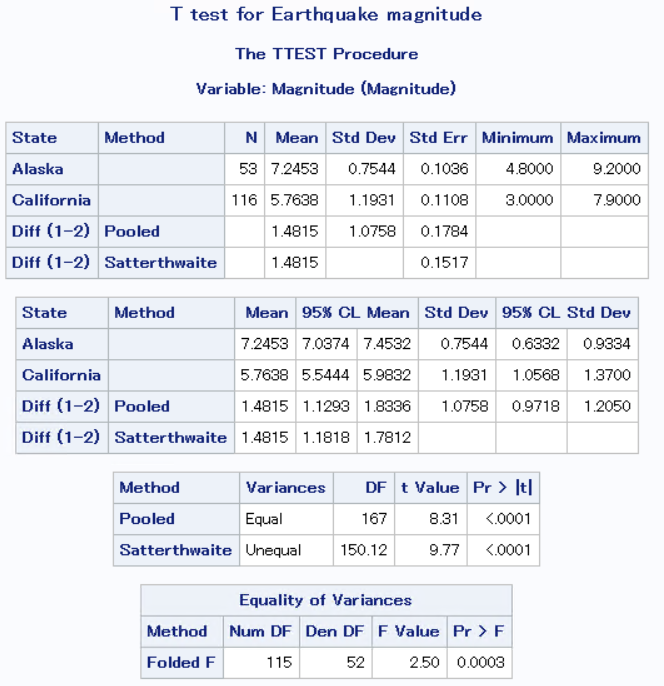 T test for Earthquake magnitude
The TTEST Procedure
Variable: Magnitude (Magnitude)
State Method N Mean Std Dev Std Err Minimum Maximum
Alaska 53 7.2453 0.7544 0.1036 4.8000 9.2000
California 116 5.7638 1.1931 0.1108 3.0000 7.9000
Diff (1-2) Pooled 1.4815 1.0758 0.1784
Diff (1-2) Satterthwaite 1.4815 0.1517
State Method Mean 95% CL Mean Std Dev 95% CL Std Dev
Alaska 7.2453 7.0374 7.4532 0.7544 0.6332 0.9334
California 5.7638 5.5444 5.9832 1.1931 1.0568 1.3700
Diff (1-2) Pooled 1.4815 1.1293 1.8336 1.0758 0.9718 1.2050
Diff (1-2) Satterthwaite 1.4815 1.1818 1.7812
Method Variances DF t Value Pr > |t|
Pooled Equal 167 8.31 <.0001
Satterthwaite Unequal 150.12 9.77 <.0001
Equality of Variances
Method Num DF Den DF F Value Pr > F
Folded F 115 52 2.50 0.0003